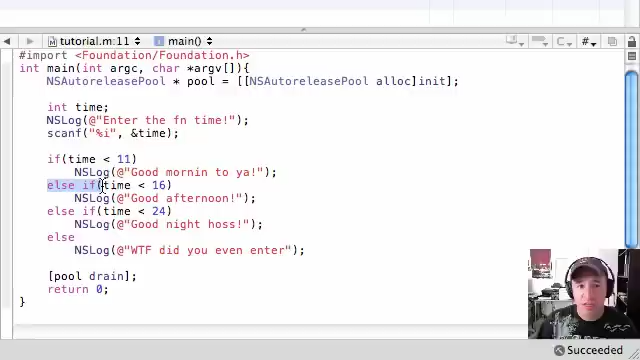 tutorial.m:11 main()
#import <Foundation/Foundation.h>
int main(int argc, char *argv[]){
NSAutoreleasePool * pool = [[NSAutoreleasePool alloc]init];
int time;
NSLog(@"Enter the fn time!");
scanf("%i", &time);
if(time < 11)
NSLog(@"Good mornin to ya!");
else if(time < 16)
NSLog(@"Good afternoon!");
else if(time < 24)
NSLog(@"Good night hoss!");
else
NSLog(@"WTF did you even enter");
[pool drain];
return 0;
}
Succeeded